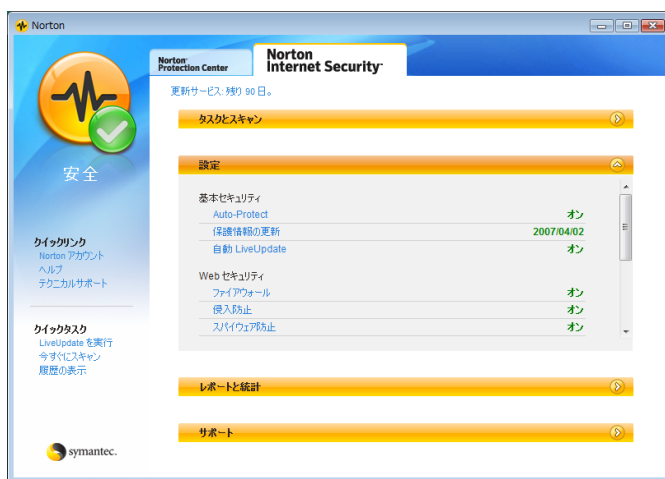 Norton
Norton Protection Center
Norton Internet Security
更新サービス: 残り 90 日。
安全
タスクとスキャン
設定
基本セキュリティ
Auto-Protect オン
保護情報の更新 2007/04/02
自動 LiveUpdate オン
Web セキュリティ
ファイアウォール オン
侵入防止 オン
スパイウェア防止 オン
レポートと統計
サポート
クイックリンク
Norton アカウント
ヘルプ
テクニカルサポート
クイックタスク
LiveUpdate を実行
今すぐにスキャン
履歴の表示
symantec.